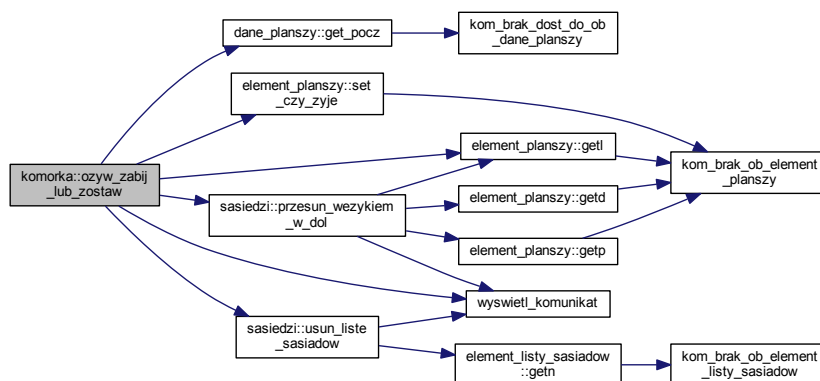 komorka::ozyw_zabij
_lub_zostaw
dane_planszy::get_pocz
kom_brak_dost_do_ob
_dane_planszy
element_planszy::set
_czy_zyje
element_planszy::getl
kom_brak_ob_element
_planszy
sasiedzi::przesun_wezykiem
_w_dol
element_planszy::getd
element_planszy::getp
wyswietl_komunikat
sasiedzi::usun_liste
_sasiadow
element_listy_sasiadow
::getn
kom_brak_ob_element
_listy_sasiadow